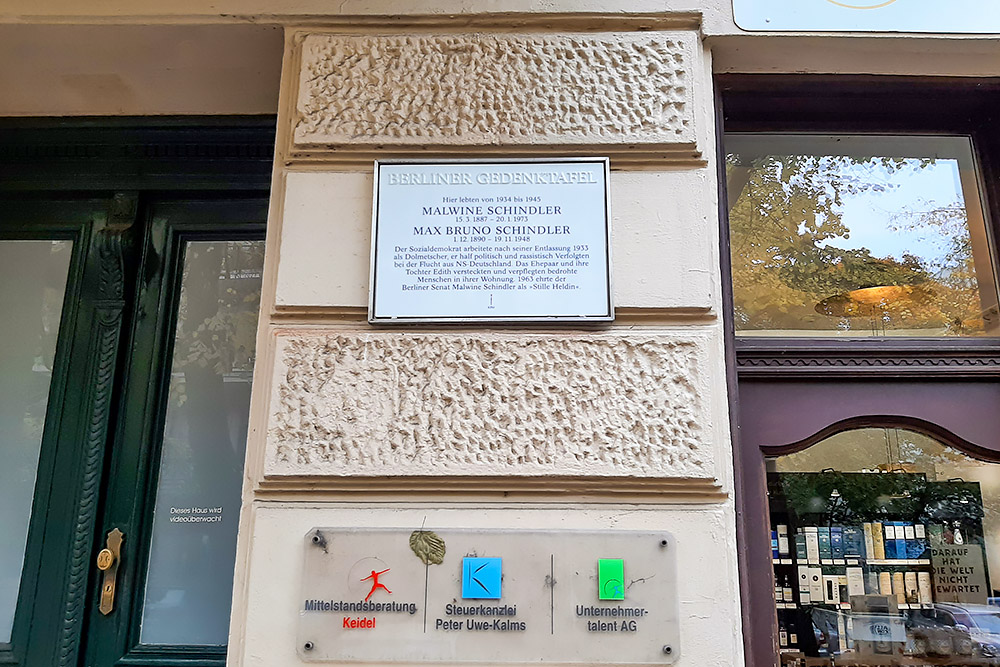 BERLINER GEDENKTAFEL
Hier lebten von 1934 bis 1945
MALWINE SCHINDLER
15. 3. 1887 – 20. 1. 1973
MAX BRUNO SCHINDLER
1. 12. 1890 – 19. 11. 1948
Der Sozialdemokrat arbeitete nach seiner Entlassung 1933
als Dolmetscher, er half politisch und rassistisch Verfolgten
bei der Flucht aus NS-Deutschland. Das Ehepaar und ihre
Tochter Edith versteckten und verpflegten bedrohte
Menschen in ihrer Wohnung. 1963 ehrte der
Berliner Senat Malwine Schindler als »Stille Heldin«.
Dieses Haus wird
videoüberwacht!
Mittelstandsberatung
Keidel
K
Steuerkanzlei
Peter Uwe-Kalms
Unternehmer-
talent AG
DARAUF
HAT
DIE WELT
NICHT
GEWARTET